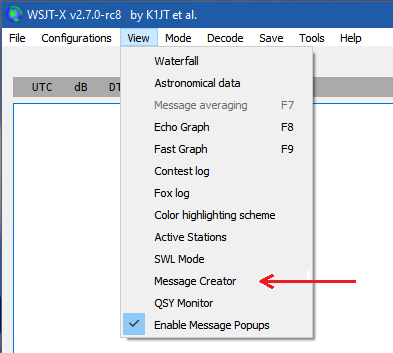 WSJT-X v2.7.0-rc8 by K1JT et al.
File Configurations View Mode Decode Save Tools Help
UTC dB DT
Waterfall
Astronomical data
Message averaging F7
Echo Graph F8
Fast Graph F9
Contest log
Fox log
Color highlighting scheme
Active Stations
SWL Mode
Message Creator
QSY Monitor
Enable Message Popups